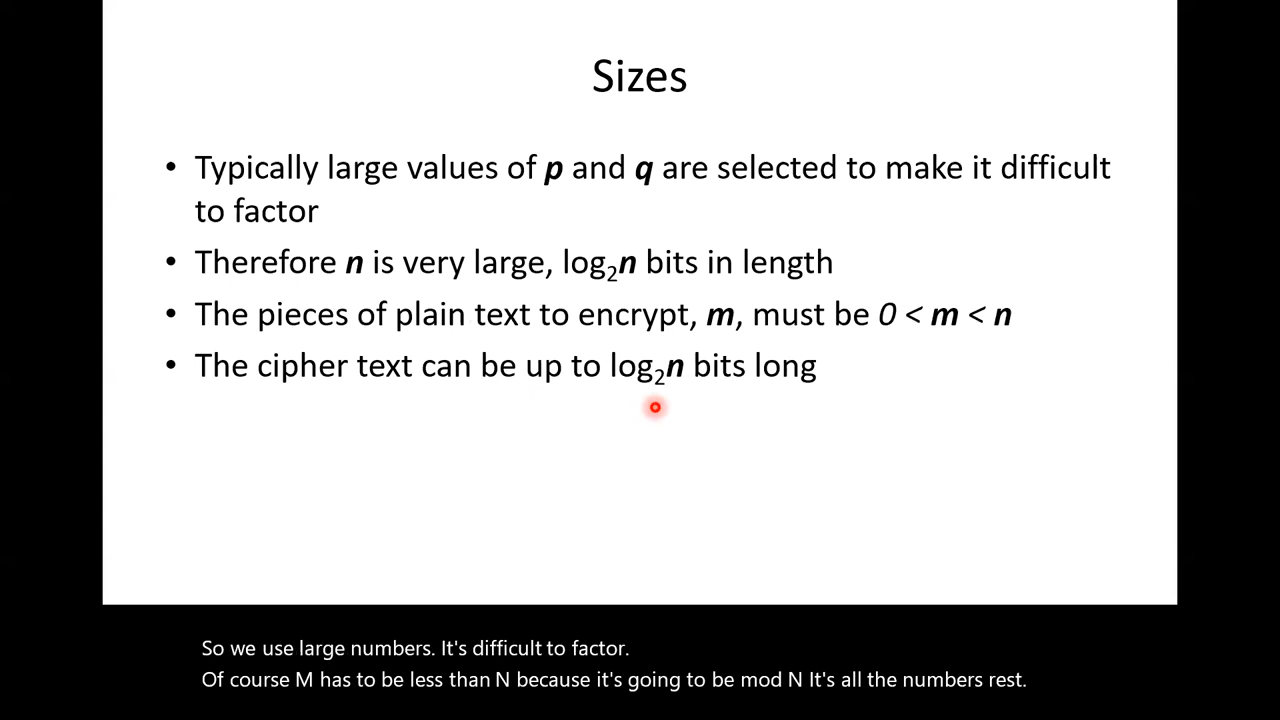 Sizes
• Typically large values of p and q are selected to make it difficult
to factor
• Therefore n is very large, log₂n bits in length
• The pieces of plain text to encrypt, m, must be 0 < m < n
• The cipher text can be up to log₂n bits long
So we use large numbers. It's difficult to factor.
Of course M has to be less than N because it's going to be mod N It's all the numbers rest.